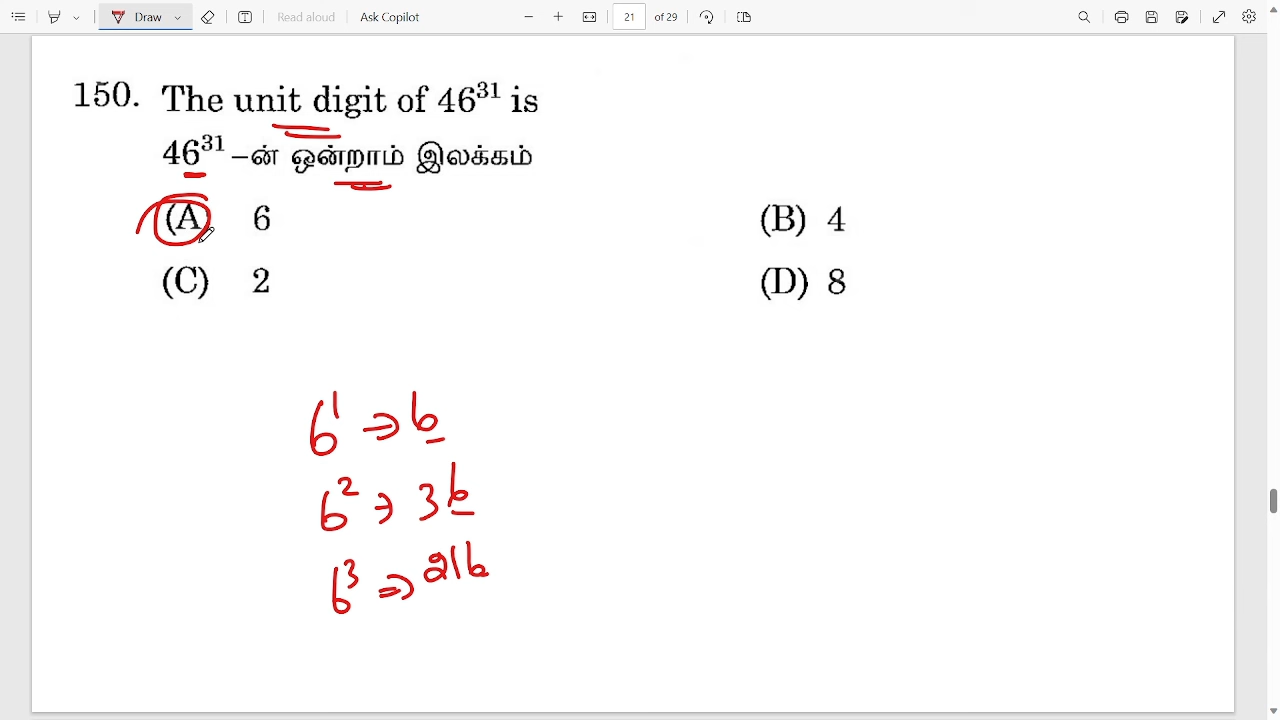 Draw Read aloud Ask Copilot 21 of 29
150. The unit digit of 46³¹ is
46³¹ –ன் ஒன்றாம் இலக்கம்
(A 6 (B) 4
(C) 2 (D) 8
6¹ ⇒ 6
6² ⇒ 36
6³ ⇒ 216